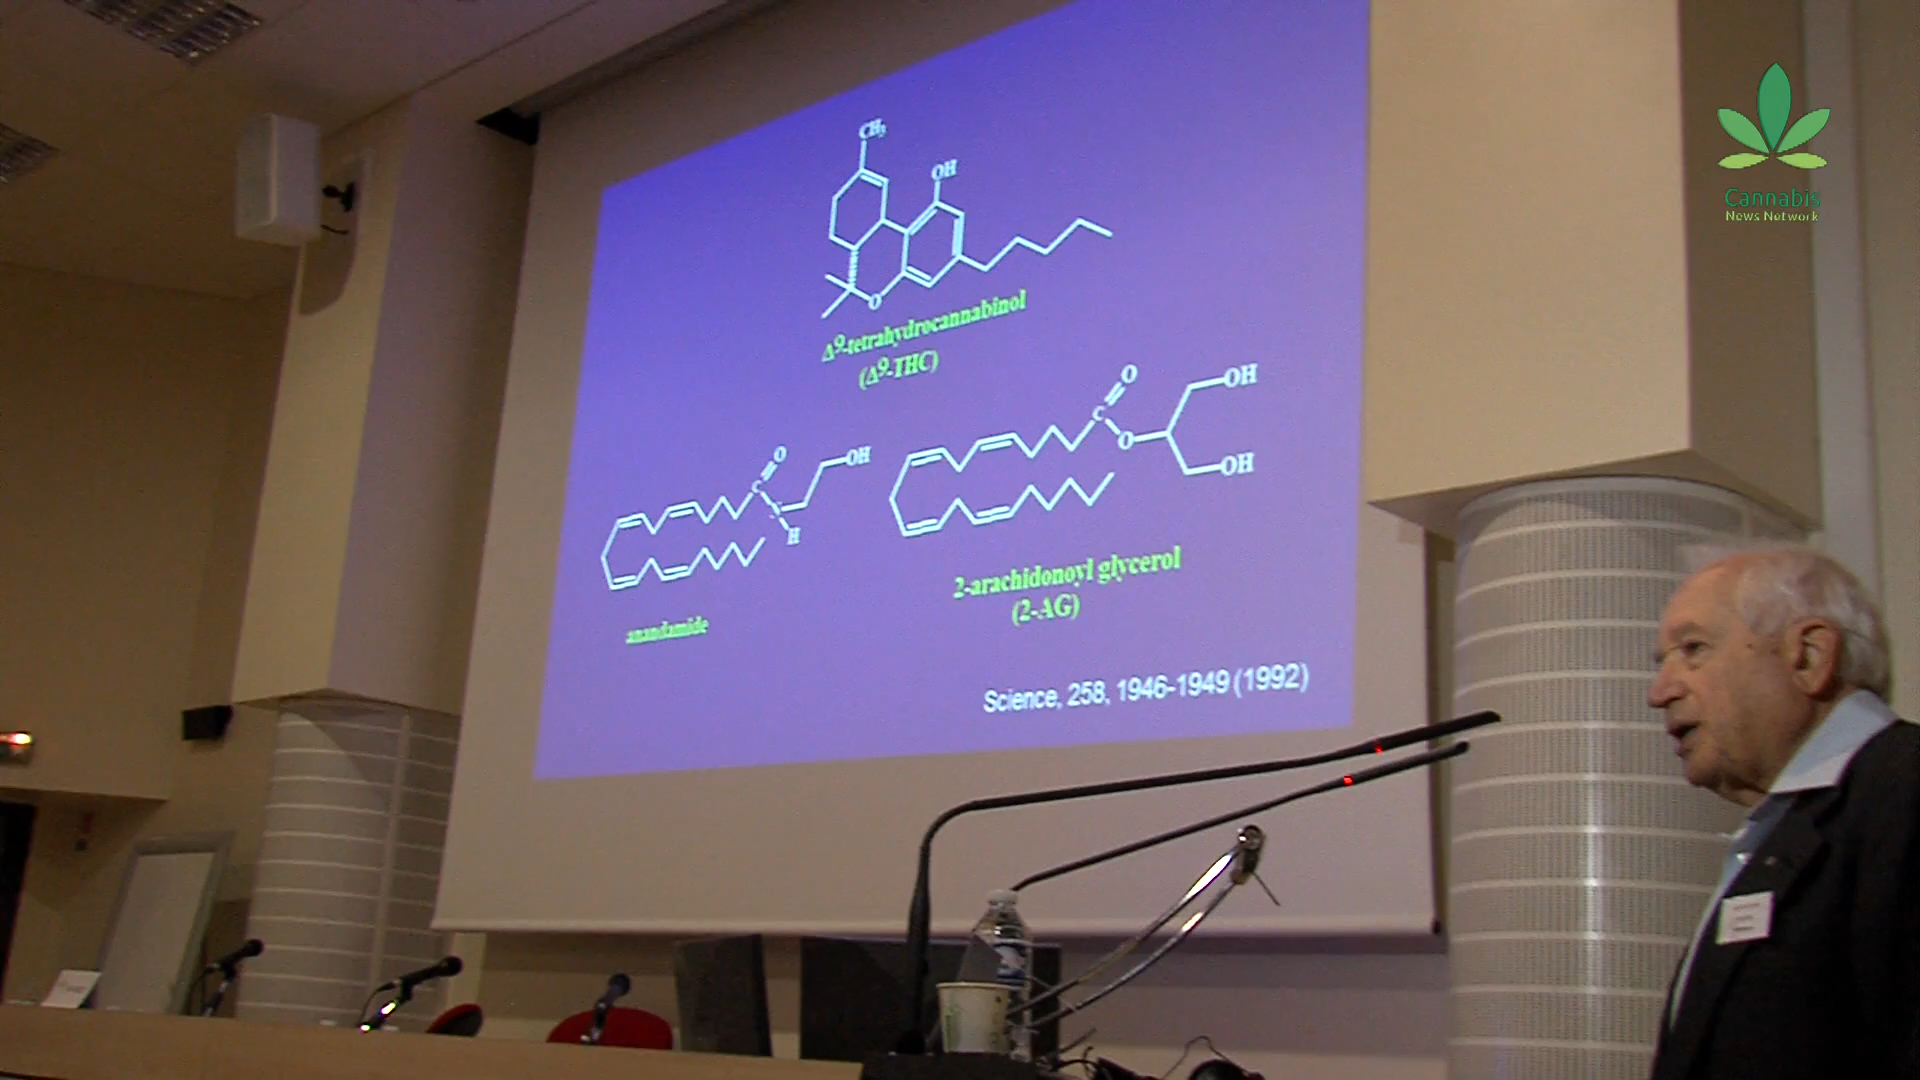 CH₃
OH
O
Δ⁹-tetrahydrocannabinol
(Δ⁹-THC)
O
OH
C
H
anandamide
O
OH
C
O
OH
2-arachidonoyl glycerol
(2-AG)
Science, 258, 1946-1949 (1992)
Cannabis
News Network